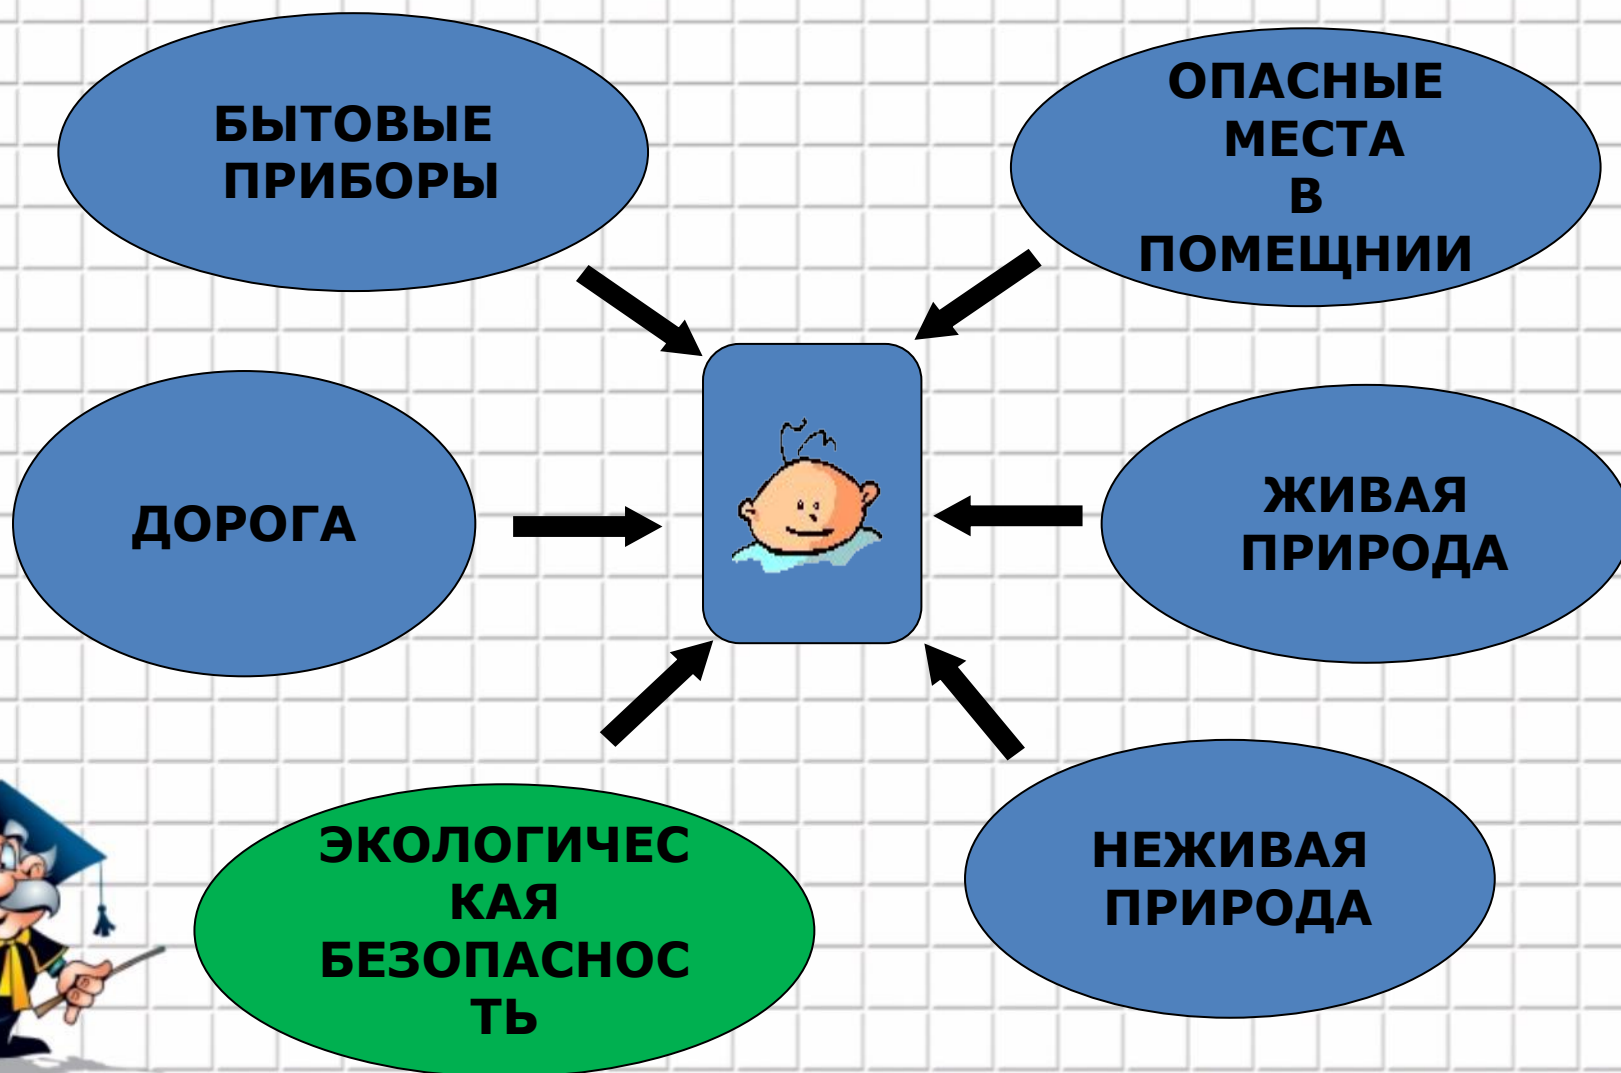 БЫТОВЫЕ
ПРИБОРЫ
ОПАСНЫЕ
МЕСТА
В
ПОМЕЩНИИ
ДОРОГА
ЖИВАЯ
ПРИРОДА
ЭКОЛОГИЧЕС
КАЯ
БЕЗОПАСНОС
ТЬ
НЕЖИВАЯ
ПРИРОДА